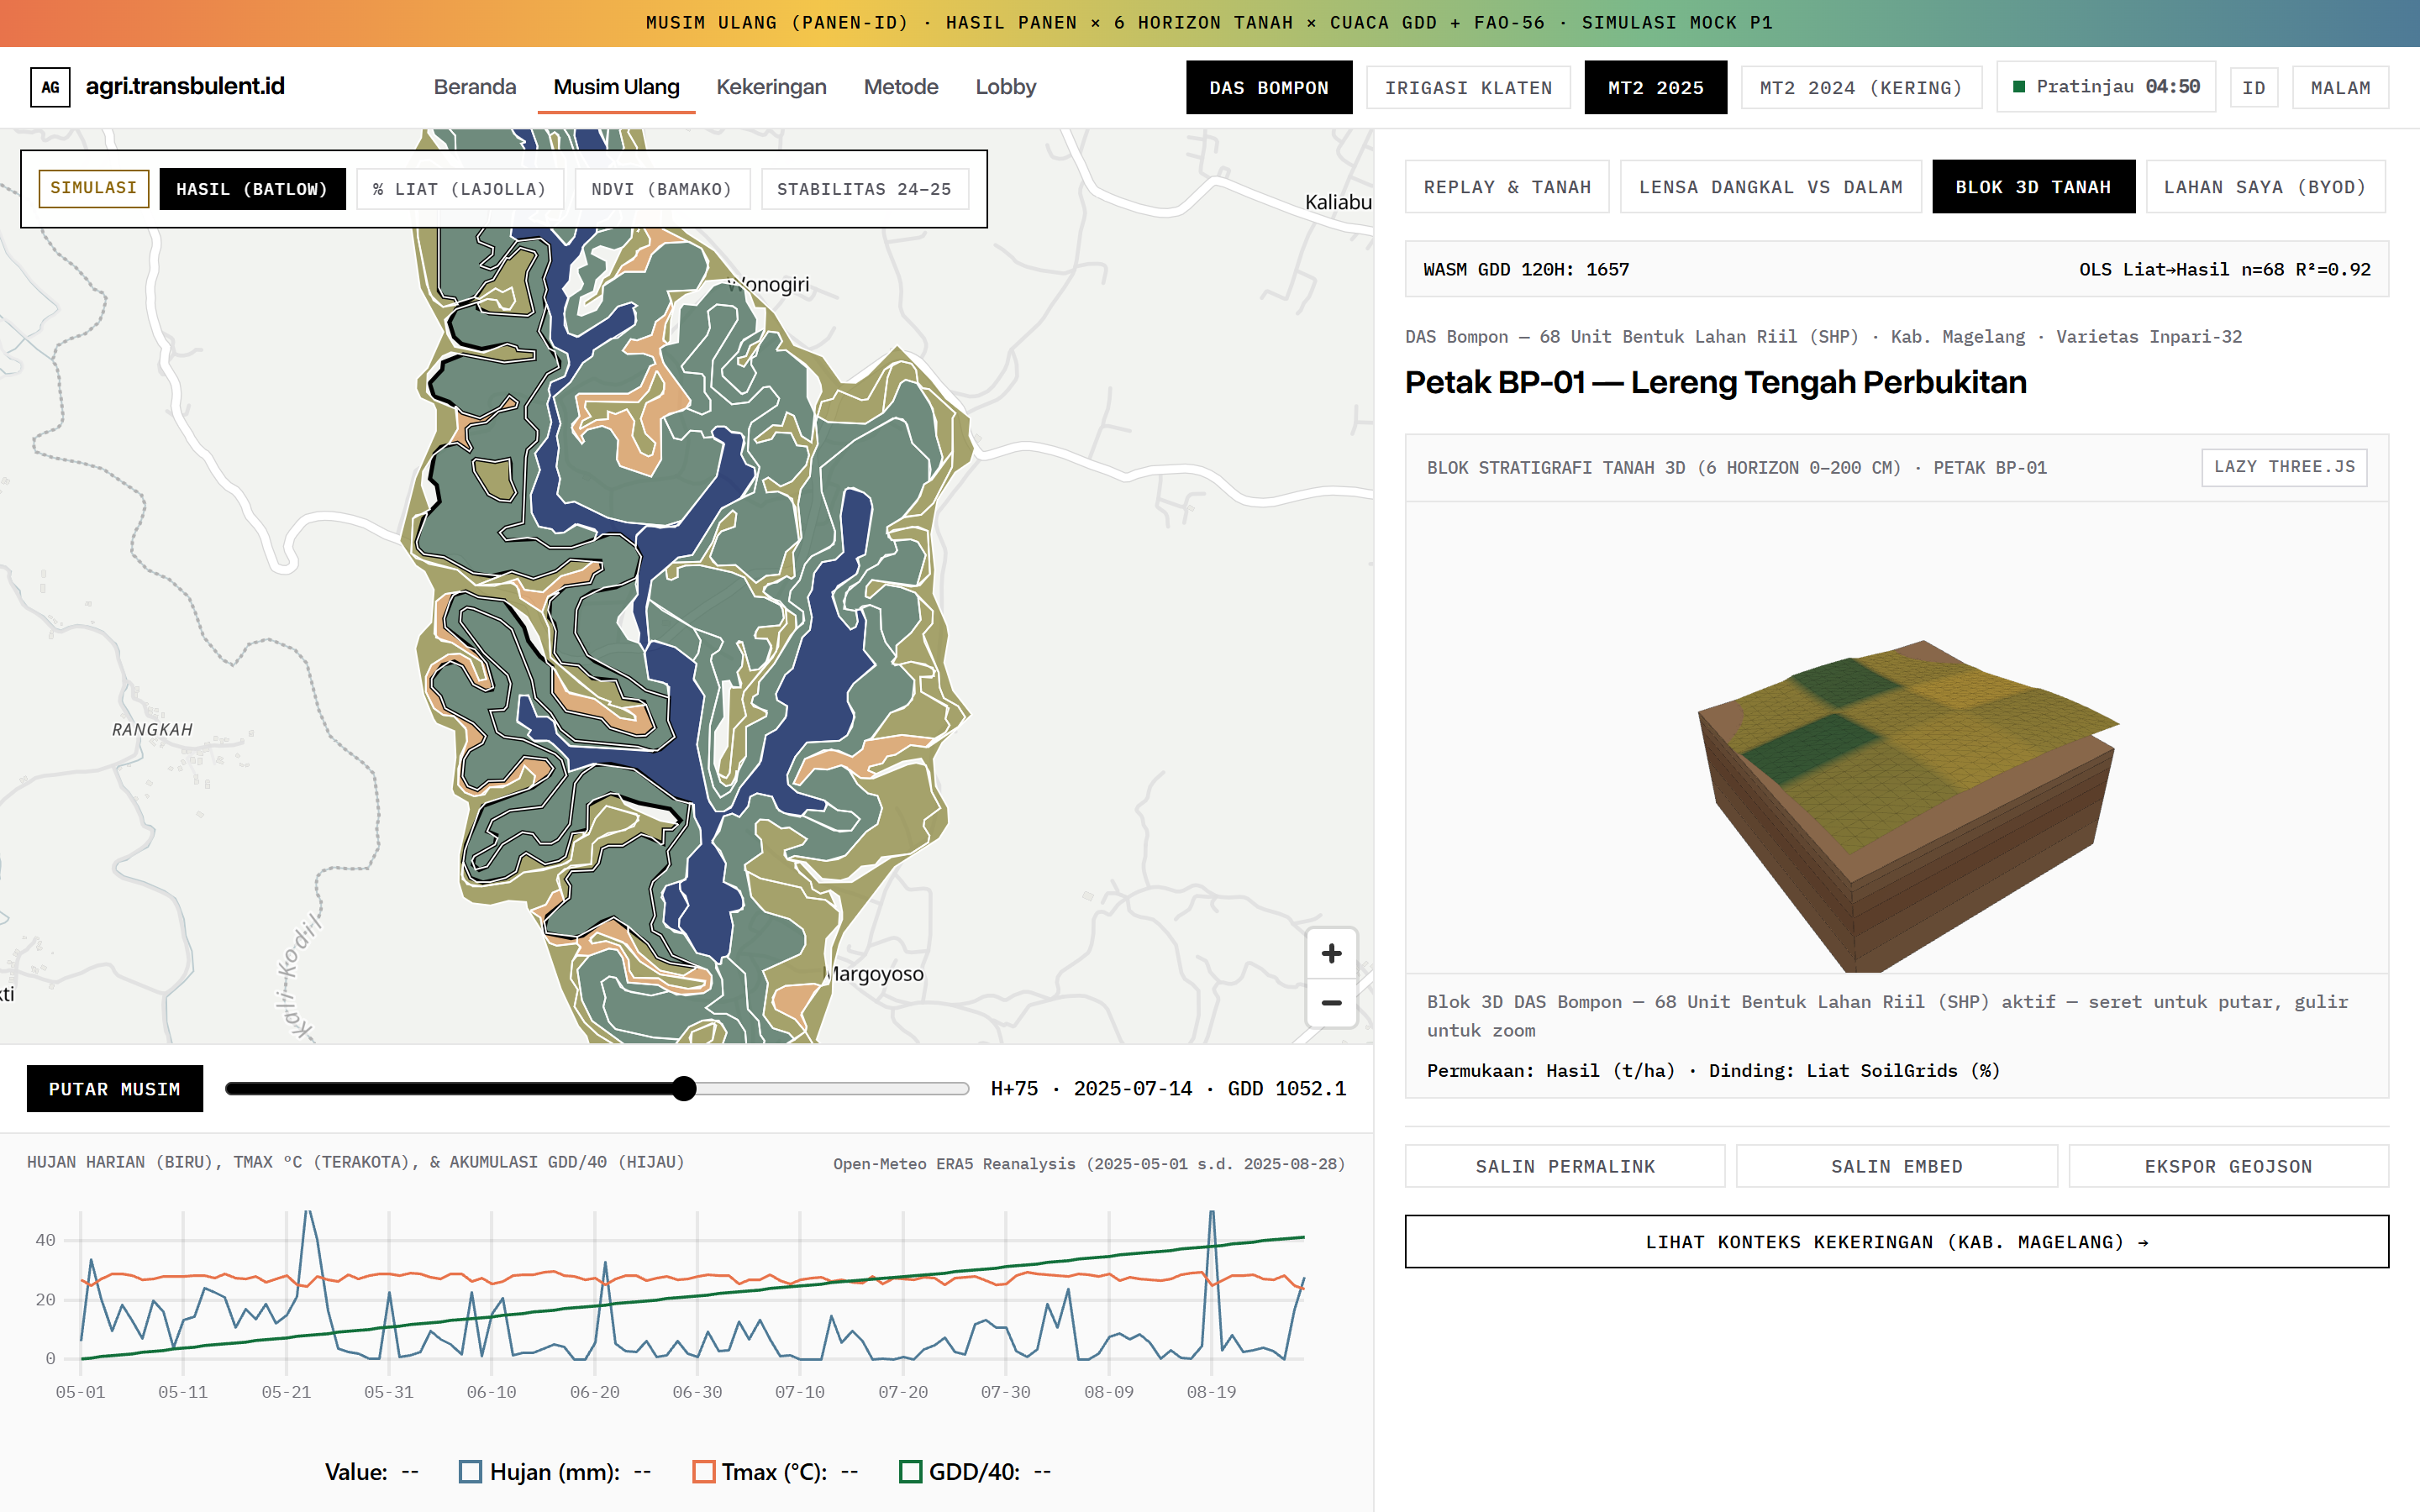 MUSIM ULANG (PANEN-ID) · HASIL PANEN × 6 HORIZON TANAH × CUACA GDD + FAO-56 · SIMULASI MOCK P1
AG agri.transbulent.id Beranda Musim Ulang Kekeringan Metode Lobby DAS BOMPON IRIGASI KLATEN MT2 2025 MT2 2024 (KERING) Pratinjau 04:50 ID MALAM
SIMULASI HASIL (BATLOW) % LIAT (LAJOLLA) NDVI (BAMAKO) STABILITAS 24–25
Kaliabu
Wonogiri
RANGKAH
Kali Kodil
Margoyoso
kti
+
−
PUTAR MUSIM H+75 · 2025-07-14 · GDD 1052.1
HUJAN HARIAN (BIRU), TMAX °C (TERAKOTA), & AKUMULASI GDD/40 (HIJAU) Open-Meteo ERA5 Reanalysis (2025-05-01 s.d. 2025-08-28)
40
20
0
05-01 05-11 05-21 05-31 06-10 06-20 06-30 07-10 07-20 07-30 08-09 08-19
Value: -- Hujan (mm): -- Tmax (°C): -- GDD/40: --
REPLAY & TANAH LENSA DANGKAL VS DALAM BLOK 3D TANAH LAHAN SAYA (BYOD)
WASM GDD 120H: 1657 OLS Liat→Hasil n=68 R²=0.92
DAS Bompon — 68 Unit Bentuk Lahan Riil (SHP) · Kab. Magelang · Varietas Inpari-32
Petak BP-01 — Lereng Tengah Perbukitan
BLOK STRATIGRAFI TANAH 3D (6 HORIZON 0–200 CM) · PETAK BP-01 LAZY THREE.JS
Blok 3D DAS Bompon — 68 Unit Bentuk Lahan Riil (SHP) aktif — seret untuk putar, gulir
untuk zoom
Permukaan: Hasil (t/ha) · Dinding: Liat SoilGrids (%)
SALIN PERMALINK SALIN EMBED EKSPOR GEOJSON
LIHAT KONTEKS KEKERINGAN (KAB. MAGELANG) →